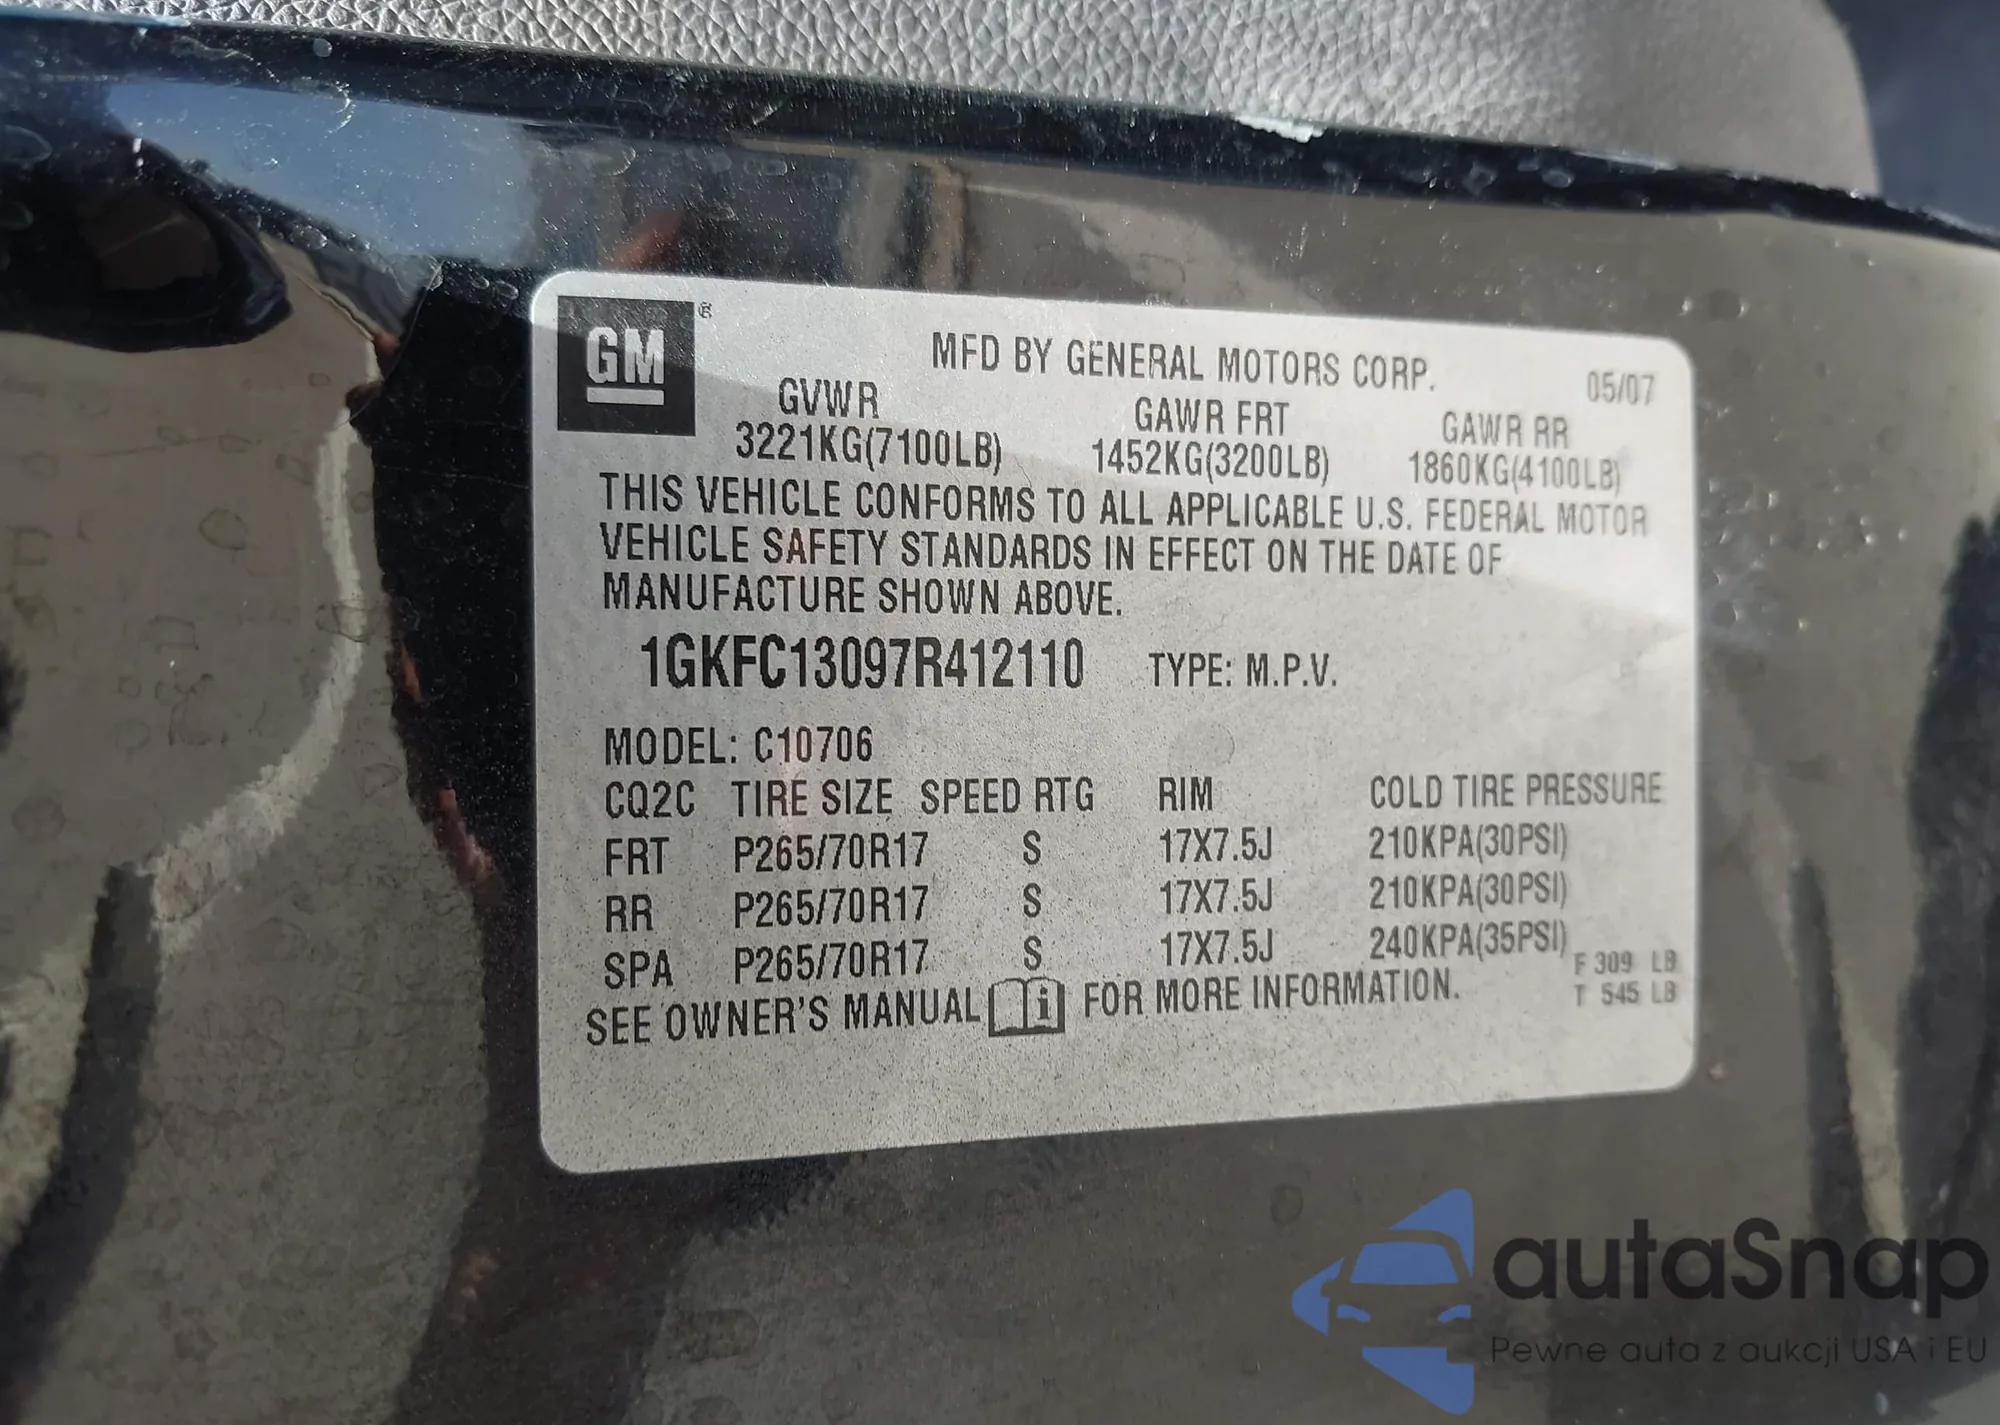 GM
MFD BY GENERAL MOTORS CORP. 05/07
GVWR GAWR FRT GAWR RR
3221KG(7100LB) 1452KG(3200LB) 1860KG(4100LB)
THIS VEHICLE CONFORMS TO ALL APPLICABLE U.S. FEDERAL MOTOR
VEHICLE SAFETY STANDARDS IN EFFECT ON THE DATE OF
MANUFACTURE SHOWN ABOVE.
1GKFC13097R412110 TYPE: M.P.V.
MODEL: C10706
CQ2C TIRE SIZE SPEED RTG RIM COLD TIRE PRESSURE
FRT P265/70R17 S 17X7.5J 210KPA(30PSI)
RR P265/70R17 S 17X7.5J 210KPA(30PSI)
SPA P265/70R17 S 17X7.5J 240KPA(35PSI)
F 309 LB
T 545 LB
SEE OWNER'S MANUAL i FOR MORE INFORMATION.
autaSnap
Pewne auta z aukcji USA i EU